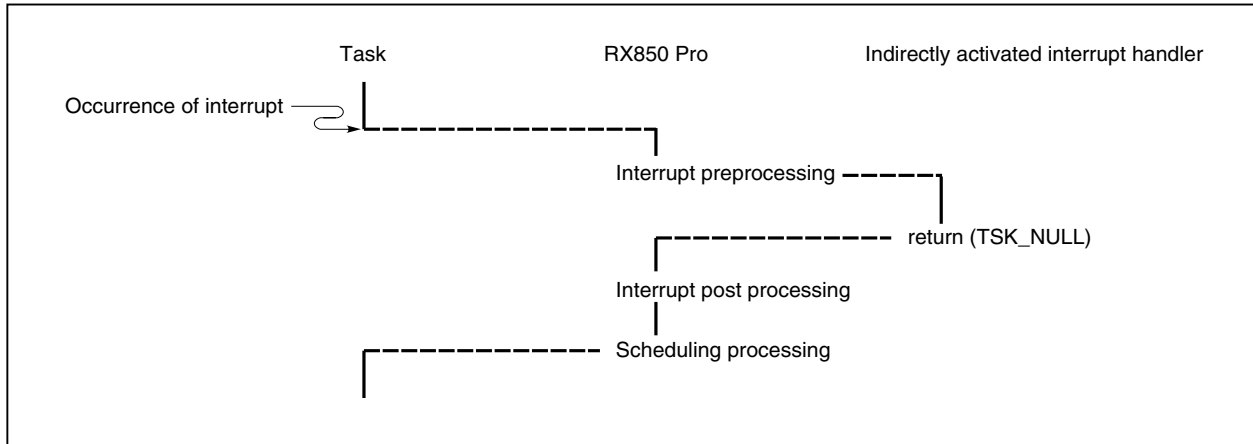 Task RX850 Pro Indirectly activated interrupt handler
Occurrence of interrupt
Interrupt preprocessing
return (TSK_NULL)
Interrupt post processing
Scheduling processing